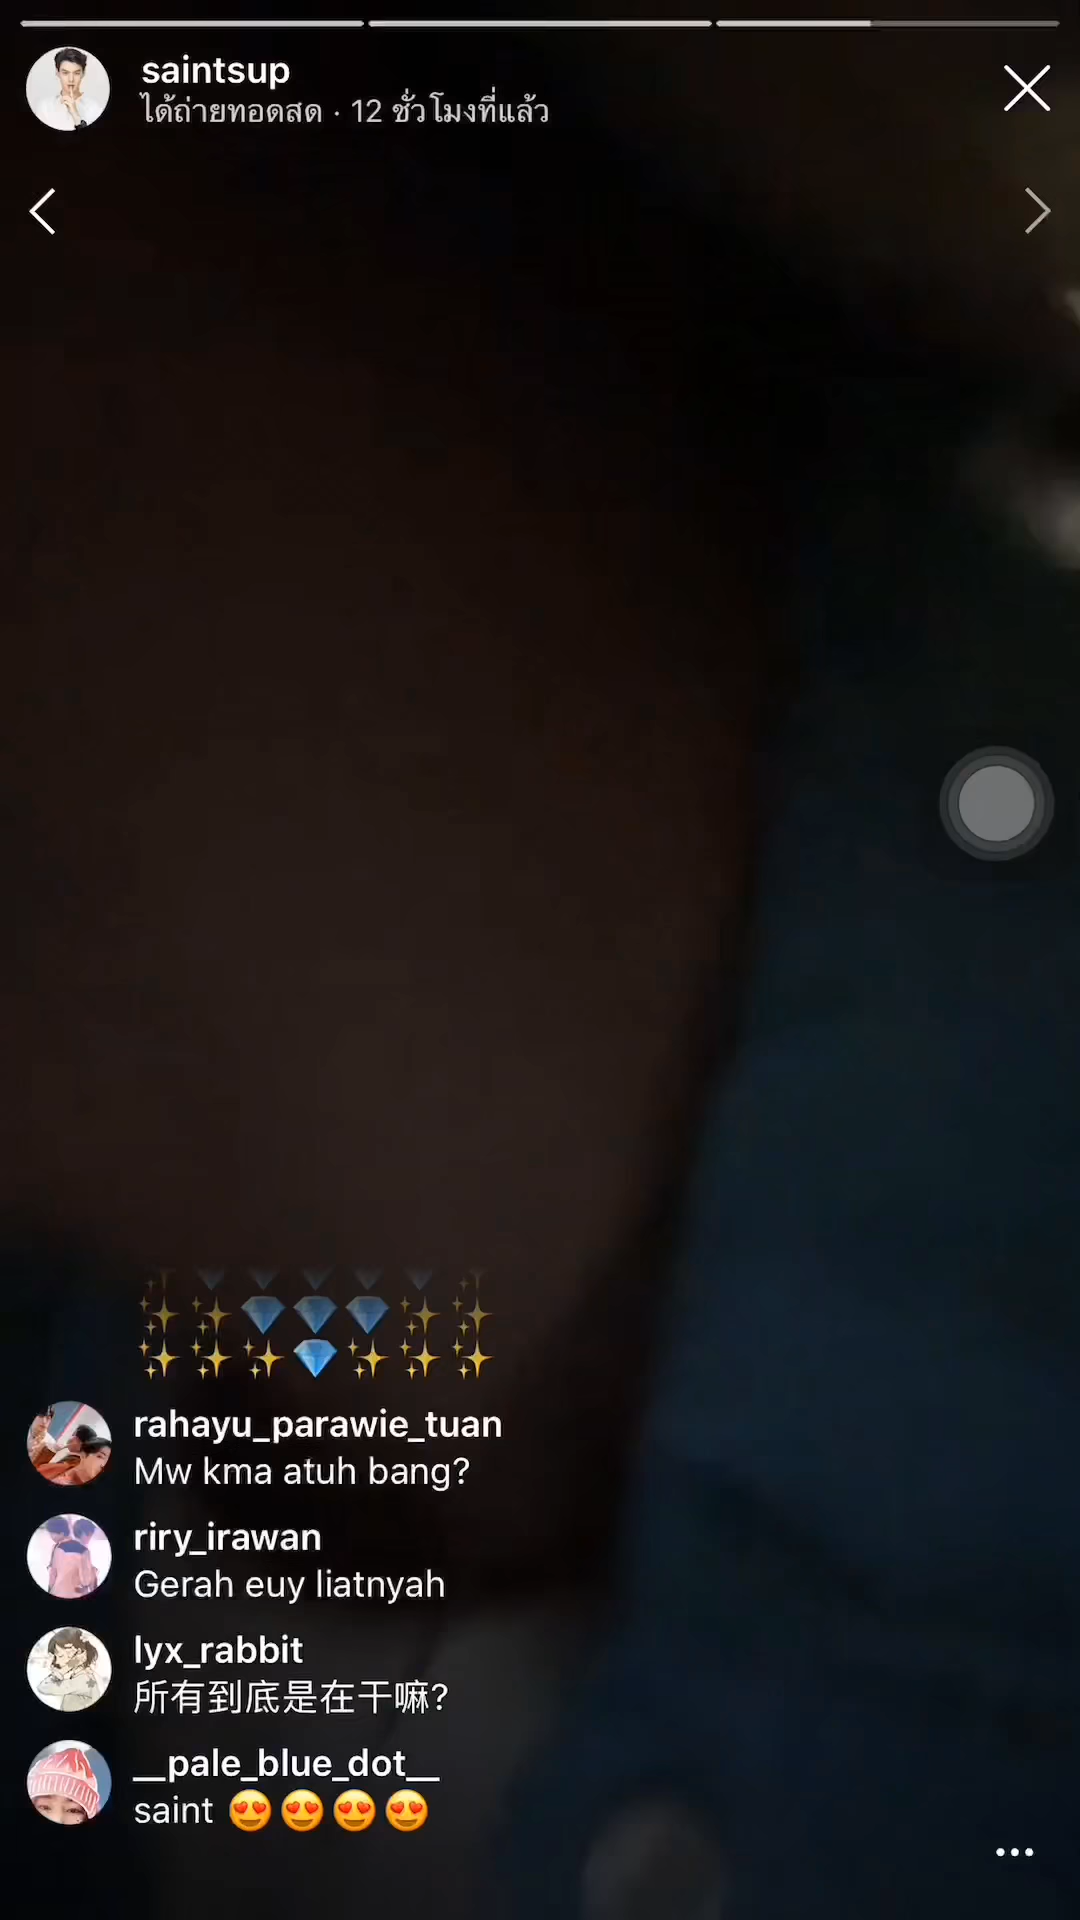 saintsup
ได้ถ่ายทอดสด · 12 ชั่วโมงที่แล้ว
rahayu_parawie_tuan
Mw kma atuh bang?
riry_irawan
Gerah euy liatnyah
lyx_rabbit
所有到底是在干嘛?
__pale_blue_dot__
saint 😍😍😍😍